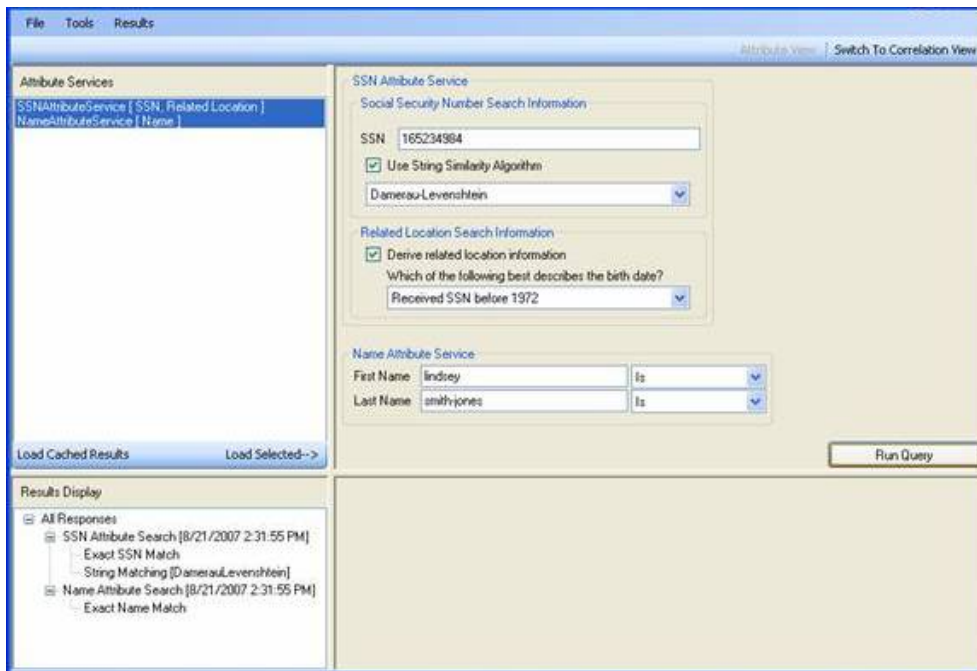 File Tools Results
Attribute View Switch To Correlation View
Attribute Services
SSNAttributeService [ SSN, Related Location ]
NameAttributeService [ Name ]
Load Cached Results Load Selected-->
SSN Attribute Service
Social Security Number Search Information
SSN 165234984
Use String Similarity Algorithm
Damerau-Levenshtein
Related Location Search Information
Derive related location information
Which of the following best describes the birth date?
Received SSN before 1972
Name Attribute Service
First Name lindsey Is
Last Name smith-jones Is
Run Query
Results Display
All Responses
SSN Attribute Search [8/21/2007 2:31:55 PM]
Exact SSN Match
String Matching [DamerauLevenshtein]
Name Attribute Search [8/21/2007 2:31:55 PM]
Exact Name Match